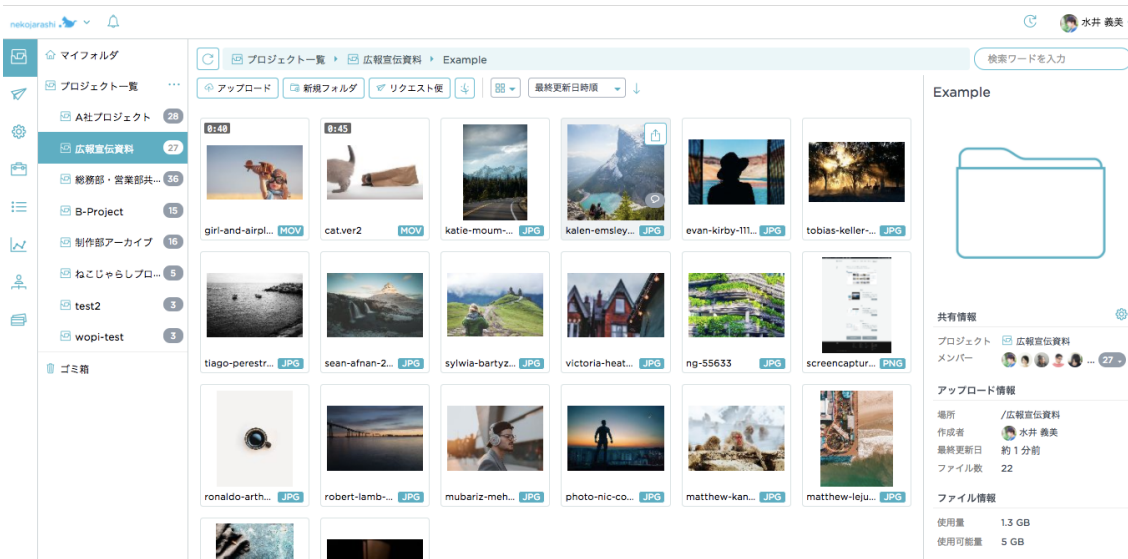 nekojarashi
水井 義美
マイフォルダ
プロジェクト一覧 ...
A社プロジェクト 28
広報宣伝資料 27
総務部・営業部共... 36
B-Project 15
制作部アーカイブ 16
ねこじゃらしプロ... 5
test2 3
wopi-test 3
ゴミ箱
プロジェクト一覧 広報宣伝資料 Example
検索ワードを入力
アップロード 新規フォルダ リクエスト便 最終更新日時順
0:40 0:45
girl-and-airpl... MOV cat.ver2 MOV katie-moum-... JPG kalen-emsley... JPG evan-kirby-111... JPG tobias-keller-... JPG
tiago-perestr... JPG sean-afnan-2... JPG sylwia-bartyz... JPG victoria-heat... JPG ng-55633 JPG screencaptur... PNG
ronaldo-arth... JPG robert-lamb-... JPG mubariz-meh... JPG photo-nic-co... JPG matthew-kan... JPG matthew-leju... JPG
Example
共有情報
プロジェクト 広報宣伝資料
メンバー ... 27
アップロード情報
場所 /広報宣伝資料
作成者 水井 義美
最終更新日 約 1 分前
ファイル数 22
ファイル情報
使用量 1.3 GB
使用可能量 5 GB